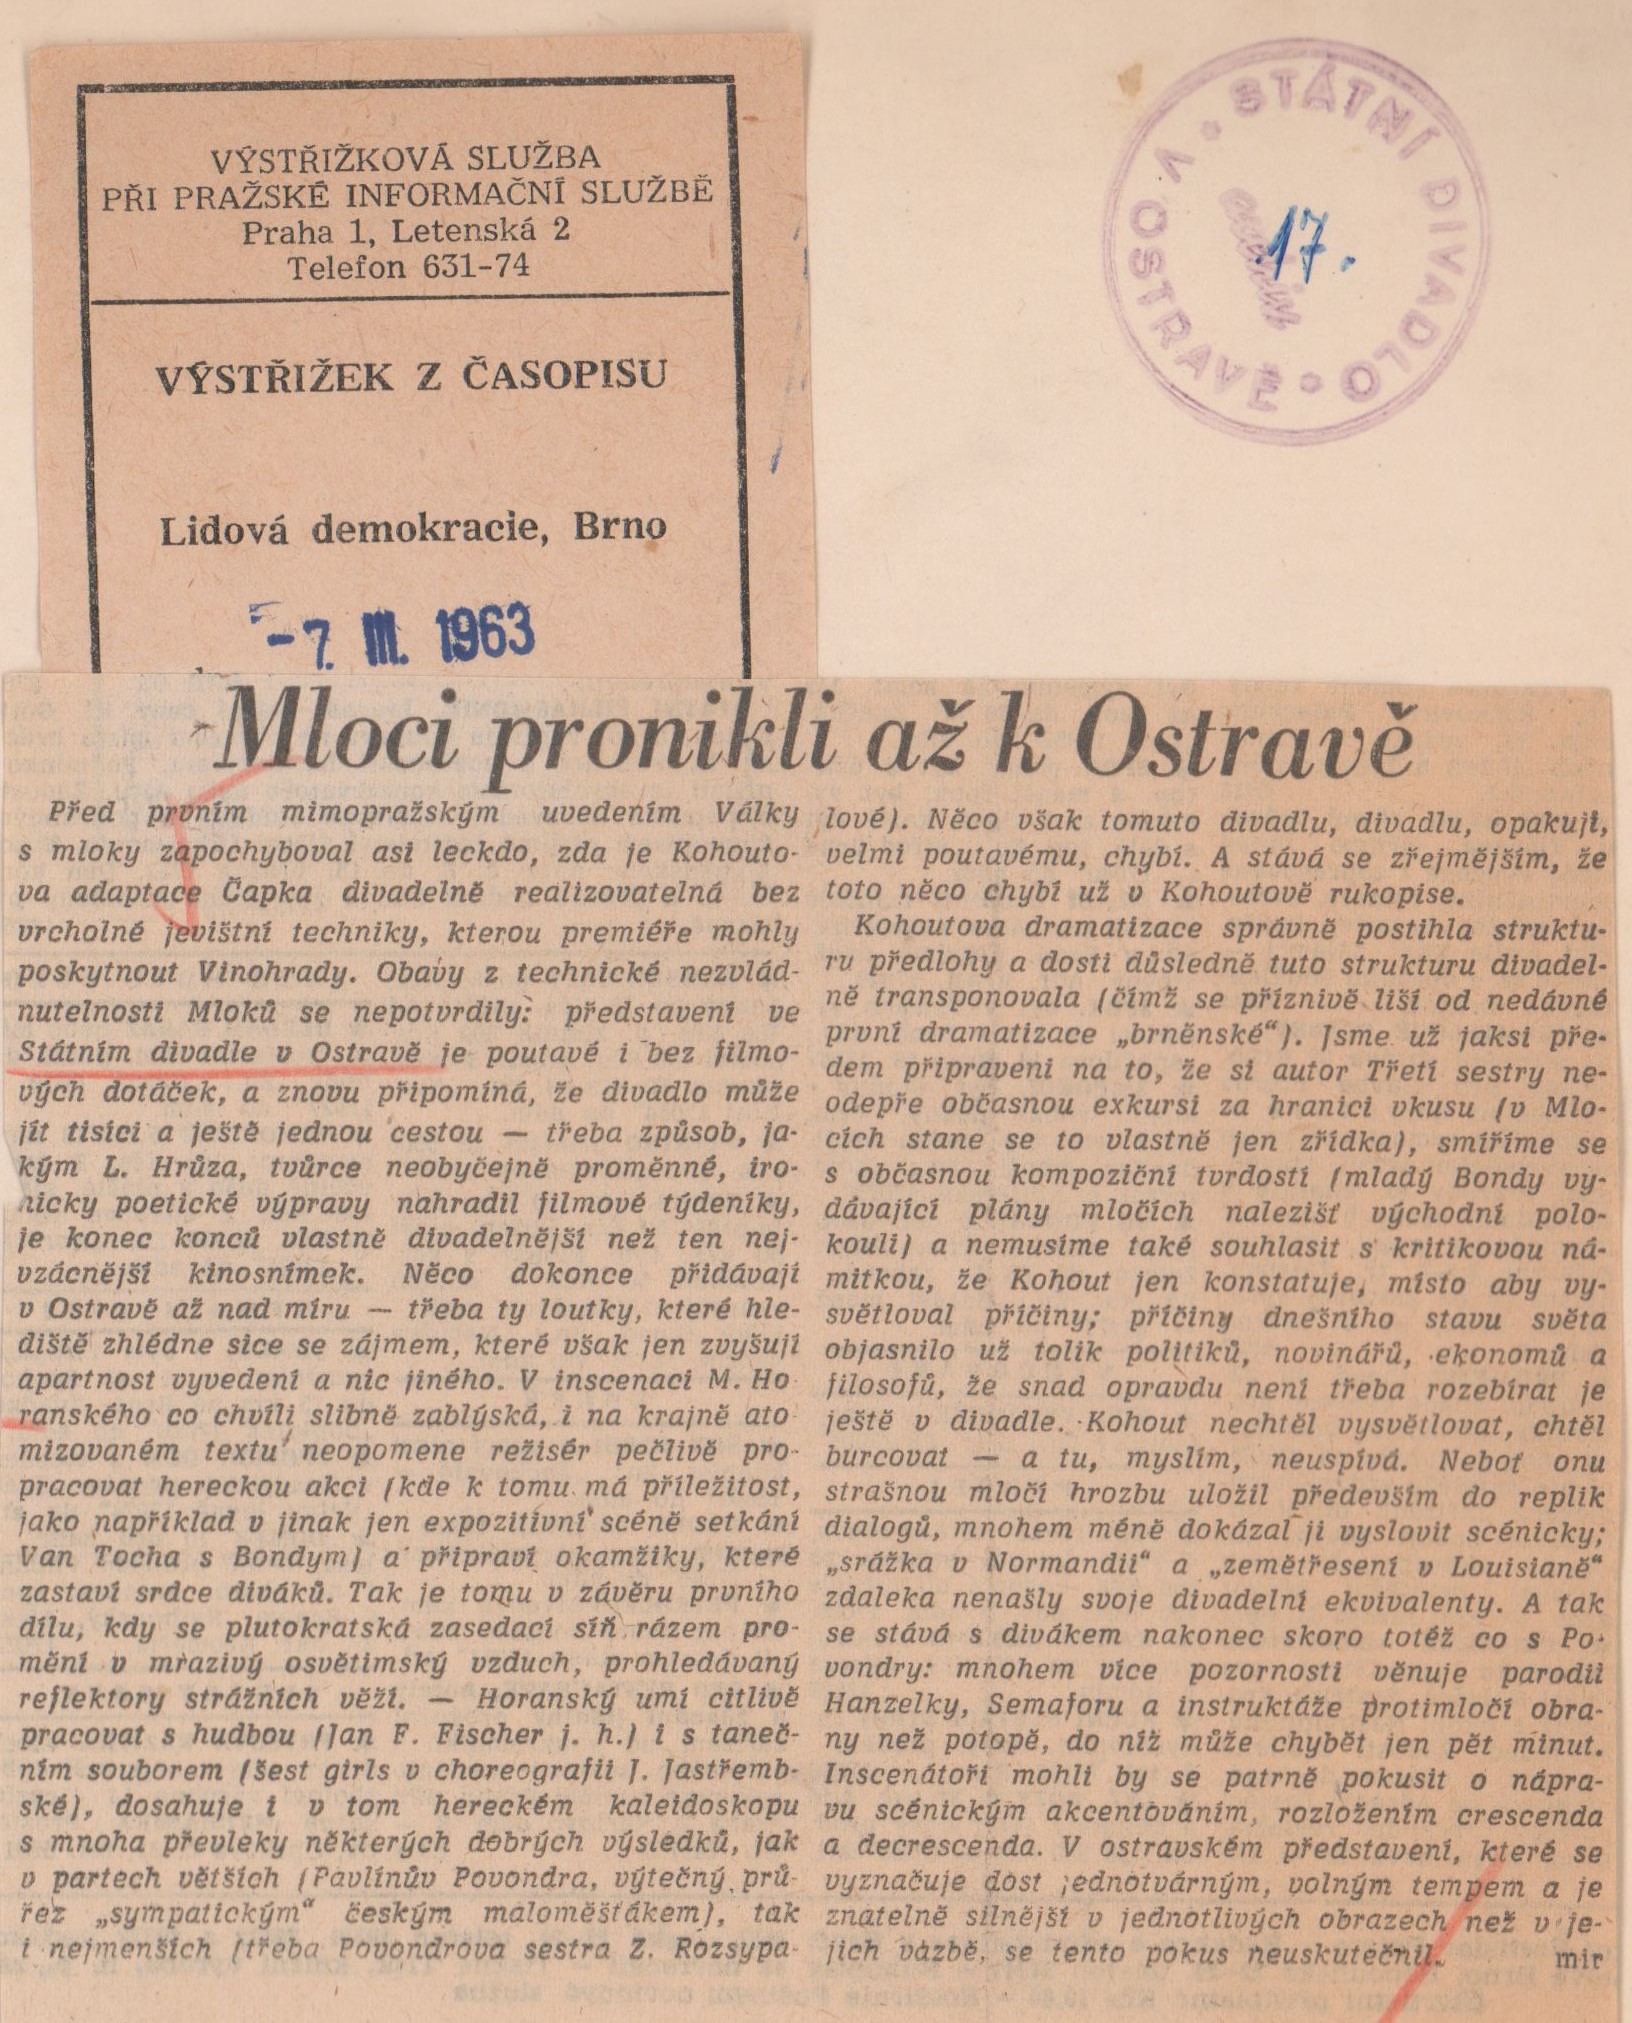 VÝSTŘIŽKOVÁ SLUŽBA
PŘI PRAŽSKÉ INFORMAČNÍ SLUŽBĚ
Praha 1, Letenská 2
Telefon 631-74
VÝSTŘIŽEK Z ČASOPISU
Lidová demokracie, Brno
-7. III. 1963
STÁTNÍ DIVADLO V OSTRAVĚ
17.
Mloci pronikli až k Ostravě
Před prvním mimopražským uvedením Války
s mloky zapochyboval asi leckdo, zda je Kohouto-
va adaptace Čapka divadelně realizovatelná bez
vrcholné jevištní techniky, kterou premiéře mohly
poskytnout Vinohrady. Obavy z technické nezvlád-
nutelnosti Mloků se nepotvrdily: představení ve
Státním divadle v Ostravě je poutavé i bez filmo-
vých dotáček, a znovu připomíná, že divadlo může
jít tisíci a ještě jednou cestou — třeba způsob, ja-
kým L. Hrůza, tvůrce neobyčejně proměnné, iro-
nicky poetické výpravy nahradil filmové týdeníky,
je konec konců vlastně divadelnější než ten nej-
vzácnější kinosnímek. Něco dokonce přidávají
v Ostravě až nad míru — třeba ty loutky, které hle-
diště zhlédne sice se zájmem, které však jen zvyšují
apartnost vyvedení a nic jiného. V inscenaci M. Ho
ranského co chvíli slibně zablýská, i na krajně ato
mizovaném textu neopomene režisér pečlivě pro-
pracovat hereckou akci (kde k tomu má příležitost,
jako například v jinak jen expozitivní scéně setkání
Van Tocha s Bondym) a připraví okamžiky, které
zastaví srdce diváků. Tak je tomu v závěru prvního
dílu, kdy se plutokratská zasedací síň rázem pro-
mění v mrazivý osvětimský vzduch, prohledávaný
reflektory strážních věží. — Horanský umí citlivě
pracovat s hudbou (Jan F. Fischer j. h.) i s taneč-
ním souborem (šest girls v choreografii J. Jastřemb-
ské), dosahuje i v tom hereckém kaleidoskopu
s mnoha převleky některých dobrých výsledků, jak
v partech větších (Pavlínův Povondra, výtečný prů-
řez „sympatickým“ českým maloměšťákem), tak
i nejmenších (třeba Povondrova sestra Z. Rozsypa-
lové). Něco však tomuto divadlu, divadlu, opakuji,
velmi poutavému, chybí. A stává se zřejmějším, že
toto něco chybí už v Kohoutově rukopise.
Kohoutova dramatizace správně postihla struktu-
ru předlohy a dosti důsledně tuto strukturu divadel-
ně transponovala (čímž se příznivě liší od nedávné
první dramatizace „brněnské“). Jsme už jaksi pře-
dem připraveni na to, že si autor Třetí sestry ne-
odepře občasnou exkursi za hranici vkusu (v Mlo-
cích stane se to vlastně jen zřídka), smíříme se
s občasnou kompoziční tvrdostí (mladý Bondy vy-
dávající plány mločích nalezišť východní polo-
kouli) a nemusíme také souhlasit s kritikovou ná-
mitkou, že Kohout jen konstatuje, místo aby vy-
světloval příčiny; příčiny dnešního stavu světa
objasnilo už tolik politiků, novinářů, ekonomů a
filosofů, že snad opravdu není třeba rozebírat je
ještě v divadle. Kohout nechtěl vysvětlovat, chtěl
burcovat — a tu, myslím, neuspívá. Neboť onu
strašnou mločí hrozbu uložil především do replik
dialogů, mnohem méně dokázal ji vyslovit scénicky;
„srážka v Normandii“ a „zemětřesení v Louisianě“
zdaleka nenašly svoje divadelní ekvivalenty. A tak
se stává s divákem nakonec skoro totéž co s Po-
vondry: mnohem více pozornosti věnuje parodii
Hanzelky, Semaforu a instruktáže protimločí obra-
ny než potopě, do níž může chybět jen pět minut.
Inscenátoři mohli by se patrně pokusit o nápra-
vu scénickým akcentováním, rozložením crescenda
a decrescenda. V ostravském představení, které se
vyznačuje dost jednotvárným, volným tempem a je
znatelně silnější v jednotlivých obrazech než v je-
jich vazbě, se tento pokus neuskutečnil.
mir